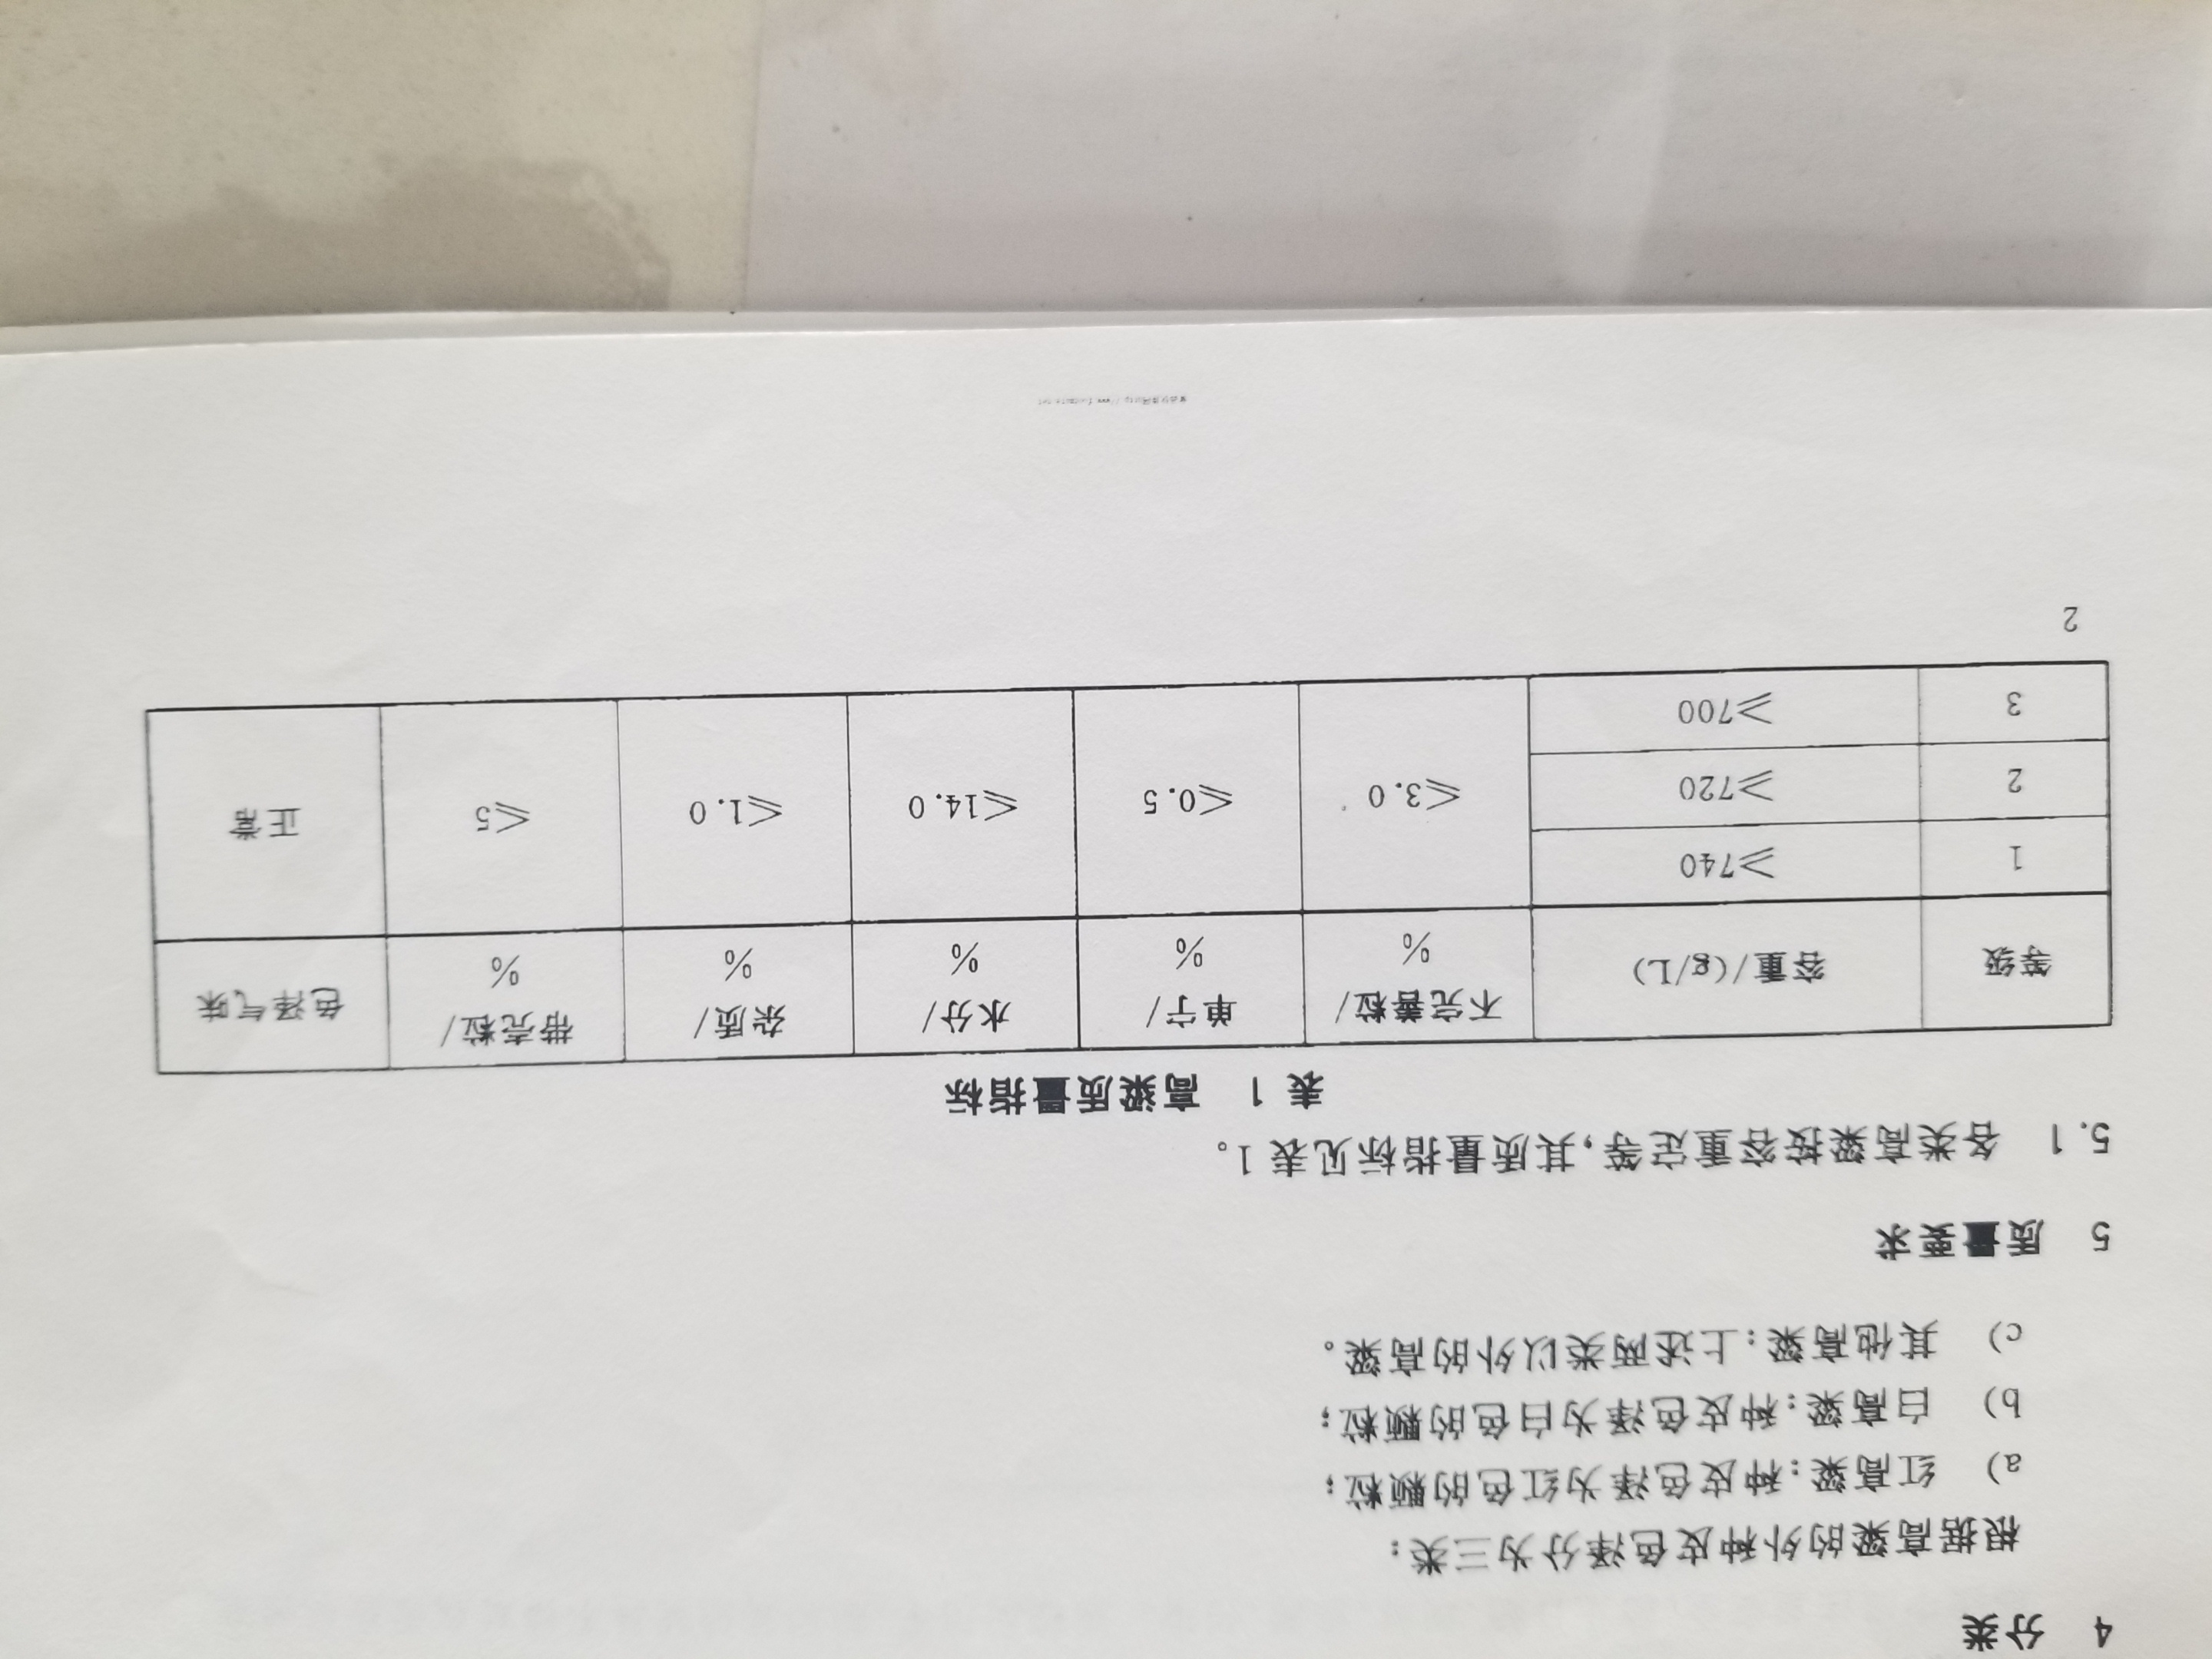 4 分类
根据高粱的外种皮色泽分为三类:
a) 红高粱:种皮色泽为红色的颗粒;
b) 白高粱:种皮色泽为白色的颗粒;
c) 其他高粱:上述两类以外的高粱。
5 质量要求
5.1 各类高粱按容重定等,其质量指标见表1。
表1 高粱质量指标
等级 容重/(g/L) 不完善粒/% 单宁/% 水分/% 杂质/% 带壳粒/% 色泽气味
1 ≥740
2 ≥720 ≤3.0 ≤0.5 ≤14.0 ≤1.0 ≤5 正常
3 ≥700
2